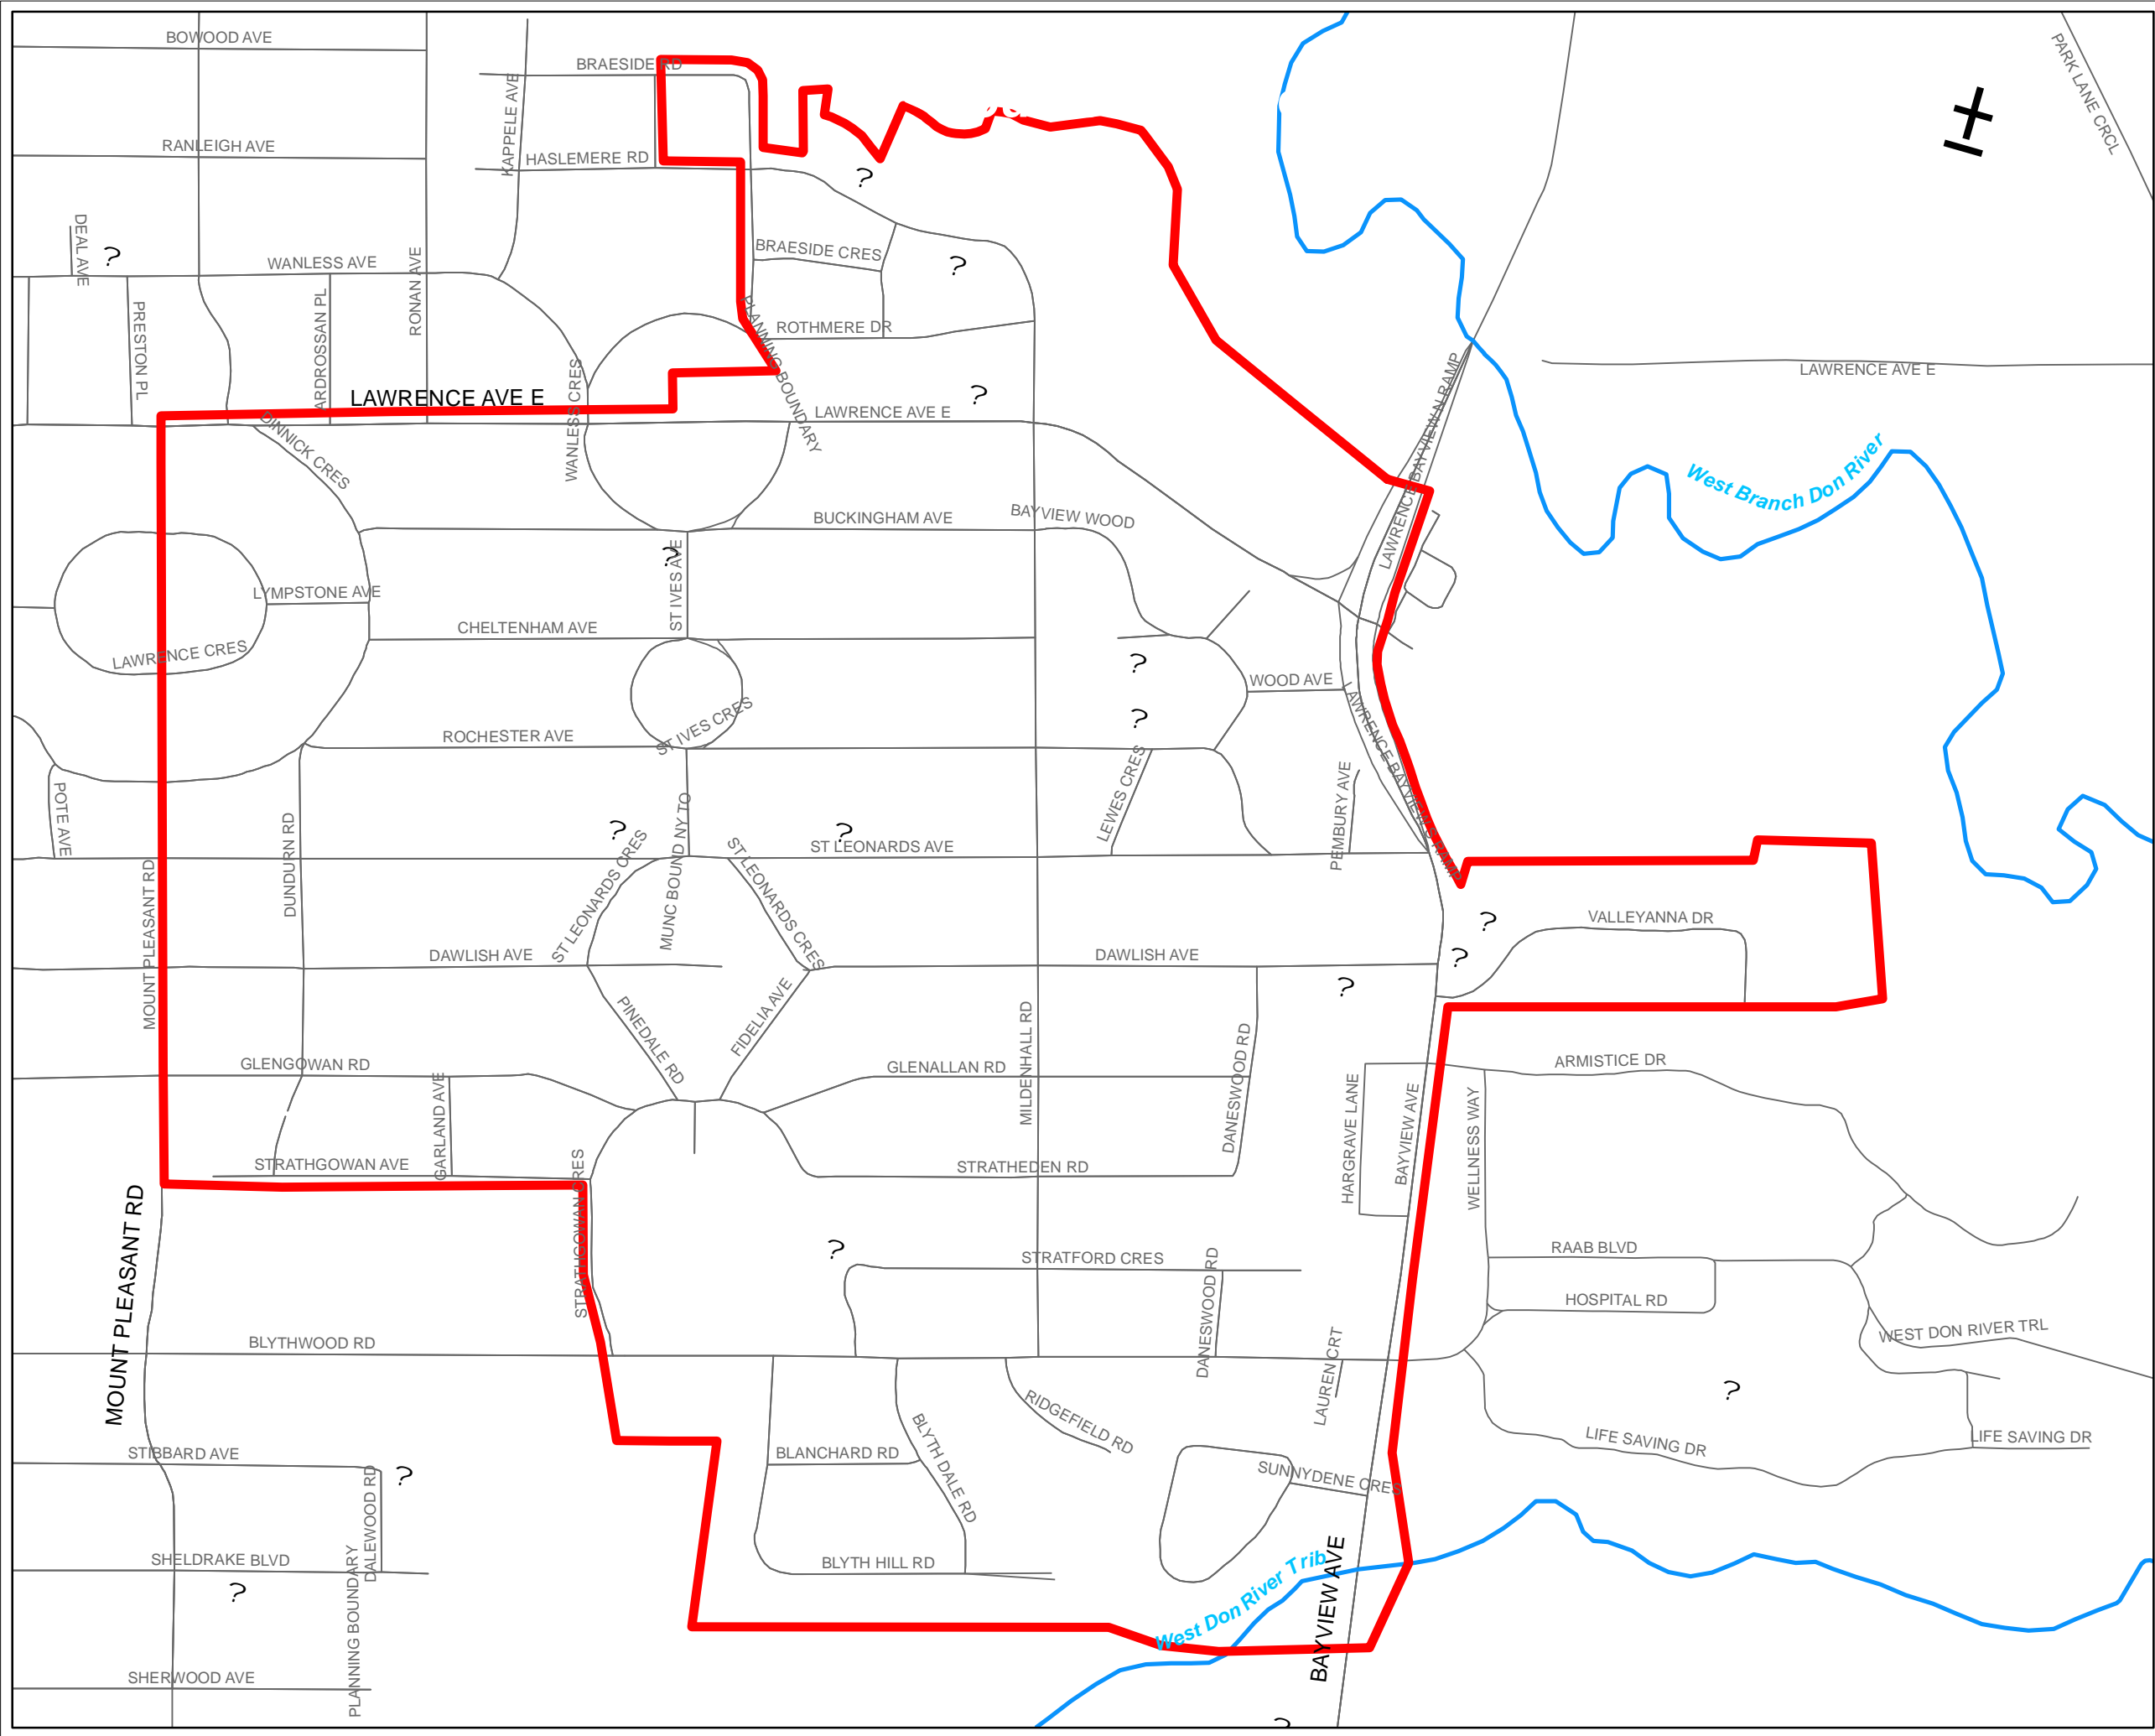 BOWOOD AVE
BRAESIDE RD
PARK LANE CRCL
KAPPELE AVE
RANLEIGH AVE
HASLEMERE RD
?
DEAL AVE
?
WANLESS AVE
RONAN AVE
BRAESIDE CRES
?
PRESTON PL
ARDROSSAN PL
PLANNING BOUNDARY
ROTHMERE DR
LAWRENCE AVE E
LAWRENCE AVE E
WANLESS CRES
LAWRENCE AVE E
?
LAWRENCE BAYVIEW N RAMP
DINNICK CRES
West Branch Don River
BUCKINGHAM AVE
BAYVIEW WOOD
?
ST IVES AVE
LYMPSTONE AVE
CHELTENHAM AVE
LAWRENCE CRES
?
WOOD AVE
?
ST IVES CRES
ROCHESTER AVE
LAWRENCE BAYVIEW S RAMP
POTE AVE
DUNDURN RD
MUNC BOUND NY TO
LEWES CRES
PEMBURY AVE
?
?
ST LEONARDS AVE
ST LEONARDS CRES
ST LEONARDS CRES
MOUNT PLEASANT RD
?
VALLEYANNA DR
DAWLISH AVE
DAWLISH AVE
?
?
PINEDALE RD
FIDELIA AVE
MILDENHALL RD
DANESWOOD RD
GLENGOWAN RD
GLENALLAN RD
ARMISTICE DR
GARLAND AVE
HARGRAVE LANE
BAYVIEW AVE
WELLNESS WAY
STRATHGOWAN AVE
STRATHEDEN RD
STRATHGOWAN CRES
MOUNT PLEASANT RD
?
STRATFORD CRES
DANESWOOD RD
RAAB BLVD
HOSPITAL RD
BLYTHWOOD RD
WEST DON RIVER TRL
LAUREN CRT
?
RIDGEFIELD RD
BLYTH DALE RD
STIBBARD AVE
BLANCHARD RD
LIFE SAVING DR
LIFE SAVING DR
DALEWOOD RD
?
SUNNYDENE CRES
SHELDRAKE BLVD
BLYTH HILL RD
West Don River Trib
BAYVIEW AVE
?
PLANNING BOUNDARY
SHERWOOD AVE
?